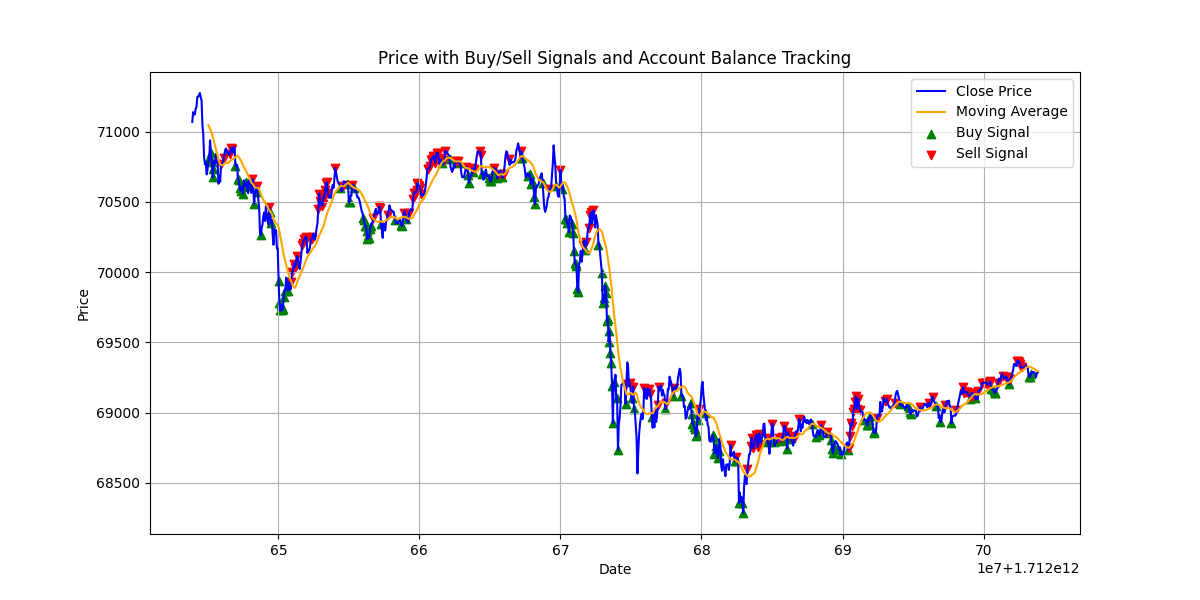 Price with Buy/Sell Signals and Account Balance Tracking
Close Price
Moving Average
Buy Signal
Sell Signal
71000
70500
70000
69500
69000
68500
Price
65 66 67 68 69 70
Date
1e7+1.712e12